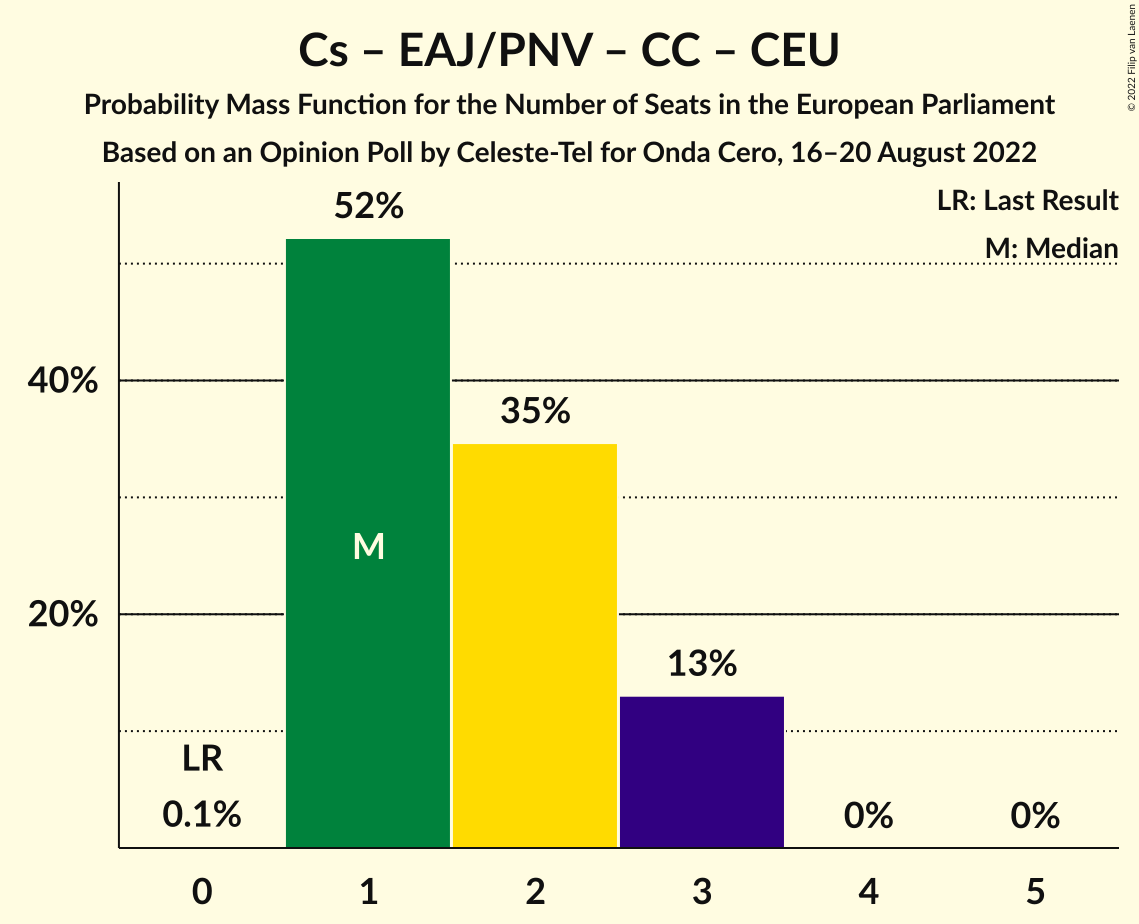 Cs – EAJ/PNV – CC – CEU
Probability Mass Function for the Number of Seats in the European Parliament
Based on an Opinion Poll by Celeste-Tel for Onda Cero, 16–20 August 2022
© 2022 Filip van Laenen
LR: Last Result
M: Median
52%
40%
35%
M
20%
13%
LR
0.1%
0%
0%
0
1
2
3
4
5